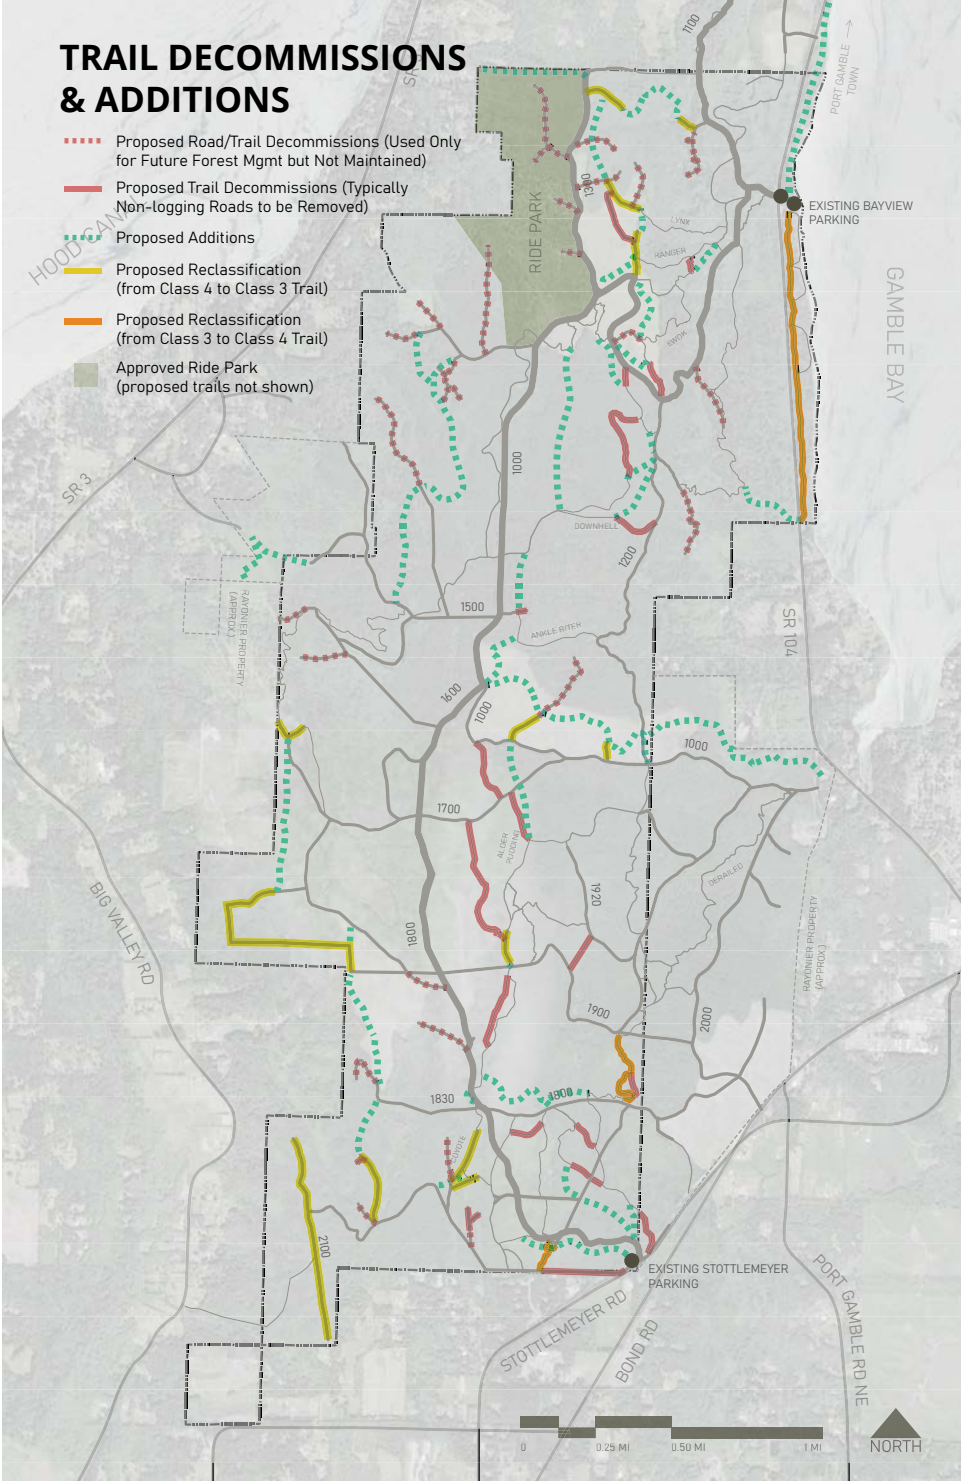 TRAIL DECOMMISSIONS
& ADDITIONS
Proposed Road/Trail Decommissions (Used Only
for Future Forest Mgmt but Not Maintained)
Proposed Trail Decommissions (Typically
Non-logging Roads to be Removed)
Proposed Additions
Proposed Reclassification
(from Class 4 to Class 3 Trail)
Proposed Reclassification
(from Class 3 to Class 4 Trail)
Approved Ride Park
(proposed trails not shown)
1100
PORT GAMBLE
TOWN
HOOD CANAL
EXISTING BAYVIEW
PARKING
1300
RIDE PARK
LYNX
RANGER
EWOK
GAMBLE BAY
SR 3
1000
DOWNHELL
1200
RAYONIER PROPERTY
(APPROX.)
1500
ANKLE BITER
SR 104
1600
1000
1000
1700
ALDER
PUDDING
DERAILED
1920
BIG VALLEY RD
1800
RAYONIER PROPERTY
(APPROX.)
1900
2000
1830
1800
COYOTE
2100
EXISTING STOTTLEMEYER
PARKING
STOTTLEMEYER RD
BOND RD
PORT GAMBLE RD NE
0
0.25 MI
0.50 MI
1 MI
NORTH